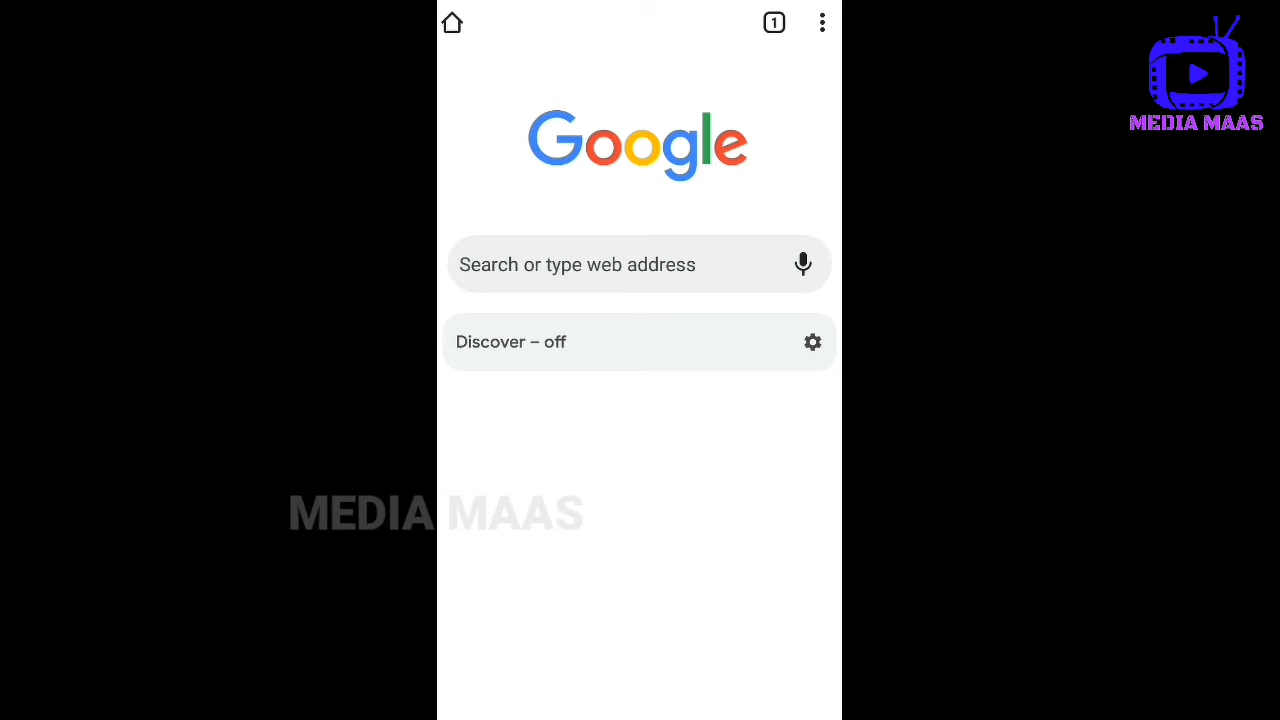 1
MEDIA MAAS
Google
Search or type web address
Discover – off
MEDIA MAAS